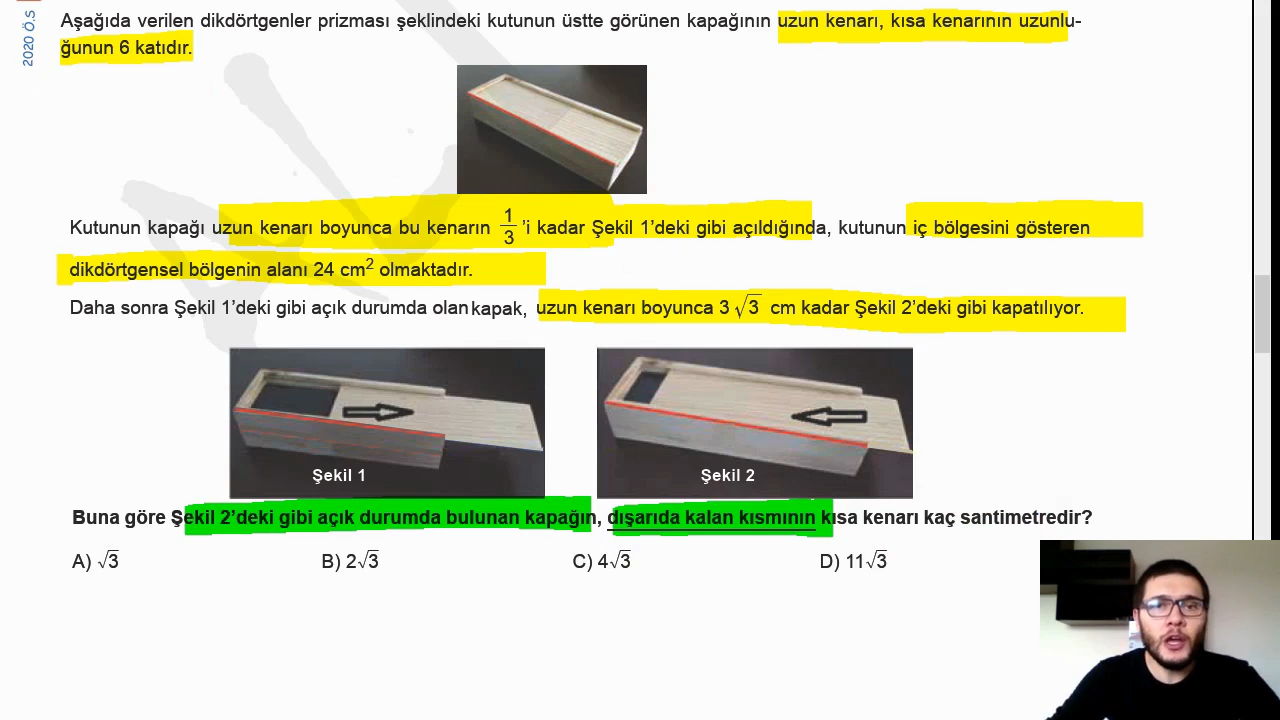 2020 Ö.S
Aşağıda verilen dikdörtgenler prizması şeklindeki kutunun üstte görünen kapağının uzun kenarı, kısa kenarının uzunlu-
ğunun 6 katıdır.
Kutunun kapağı uzun kenarı boyunca bu kenarın 1/3 'i kadar Şekil 1'deki gibi açıldığında, kutunun iç bölgesini gösteren
dikdörtgensel bölgenin alanı 24 cm² olmaktadır.
Daha sonra Şekil 1'deki gibi açık durumda olan kapak, uzun kenarı boyunca 3√3 cm kadar Şekil 2'deki gibi kapatılıyor.
Şekil 1
Şekil 2
Buna göre Şekil 2'deki gibi açık durumda bulunan kapağın, dışarıda kalan kısmının kısa kenarı kaç santimetredir?
A) √3 B) 2√3 C) 4√3 D) 11√3